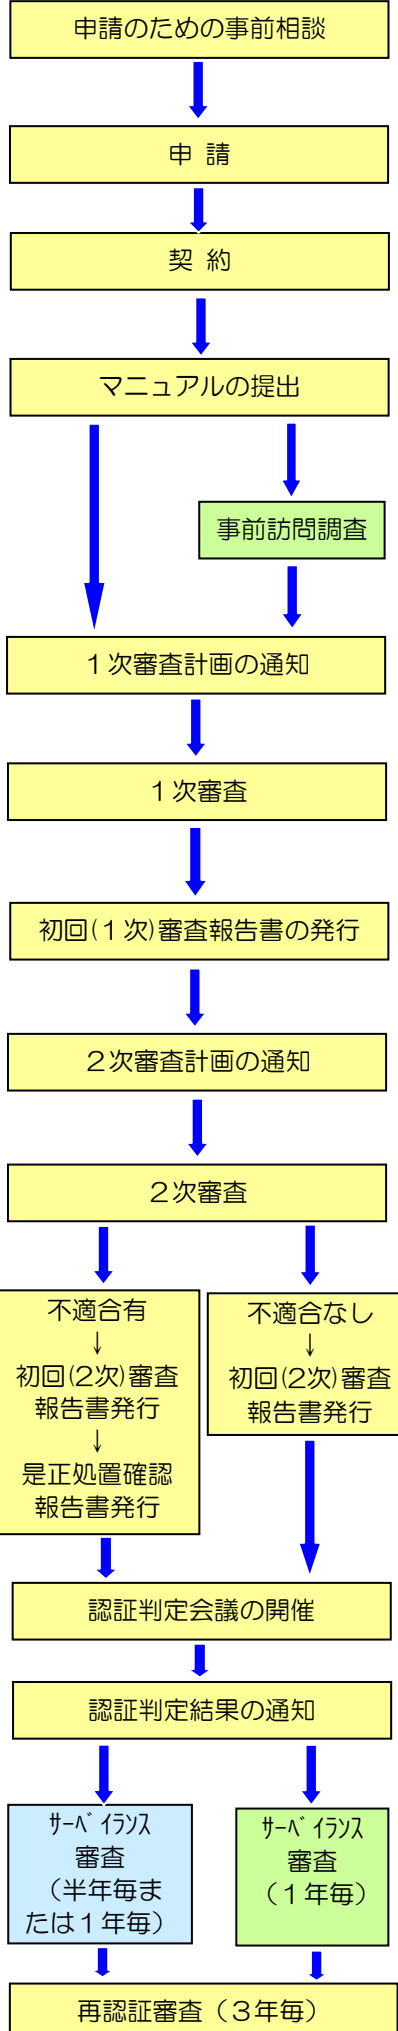 申請のための事前相談
申 請
契 約
マニュアルの提出
事前訪問調査
１次審査計画の通知
１次審査
初回(１次)審査報告書の発行
２次審査計画の通知
２次審査
不適合有
↓
初回(2次)審査
報告書発行
↓
是正処置確認
報告書発行
不適合なし
↓
初回(2次)審査
報告書発行
認証判定会議の開催
認証判定結果の通知
ｻｰﾍﾞｲﾗﾝｽ
審査
（半年毎ま
たは１年毎）
ｻｰﾍﾞｲﾗﾝｽ
審査
（１年毎）
再認証審査（３年毎）